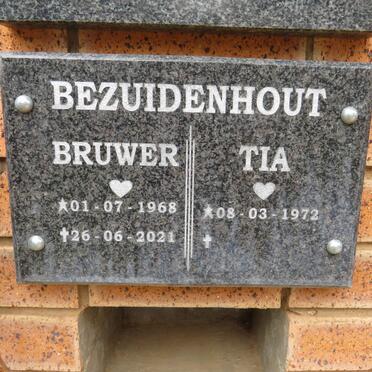 BEZUIDENHOUT
BRUWER
★01-07-1968
✝26-06-2021
TIA
★08-03-1972
✝